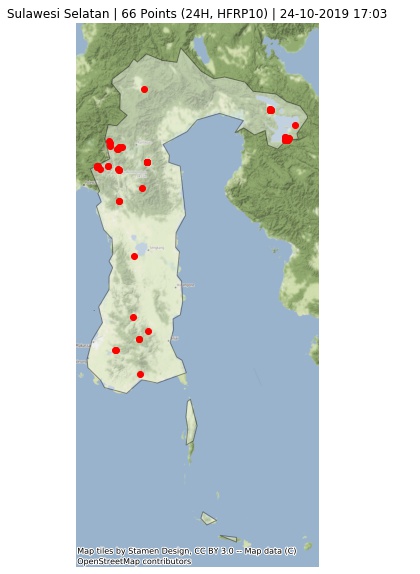 Sulawesi Selatan | 66 Points (24H, HFRP10) | 24-10-2019 17:03
Map tiles by Stamen Design, CC BY 3.0 -- Map data (C)
OpenStreetMap contributors